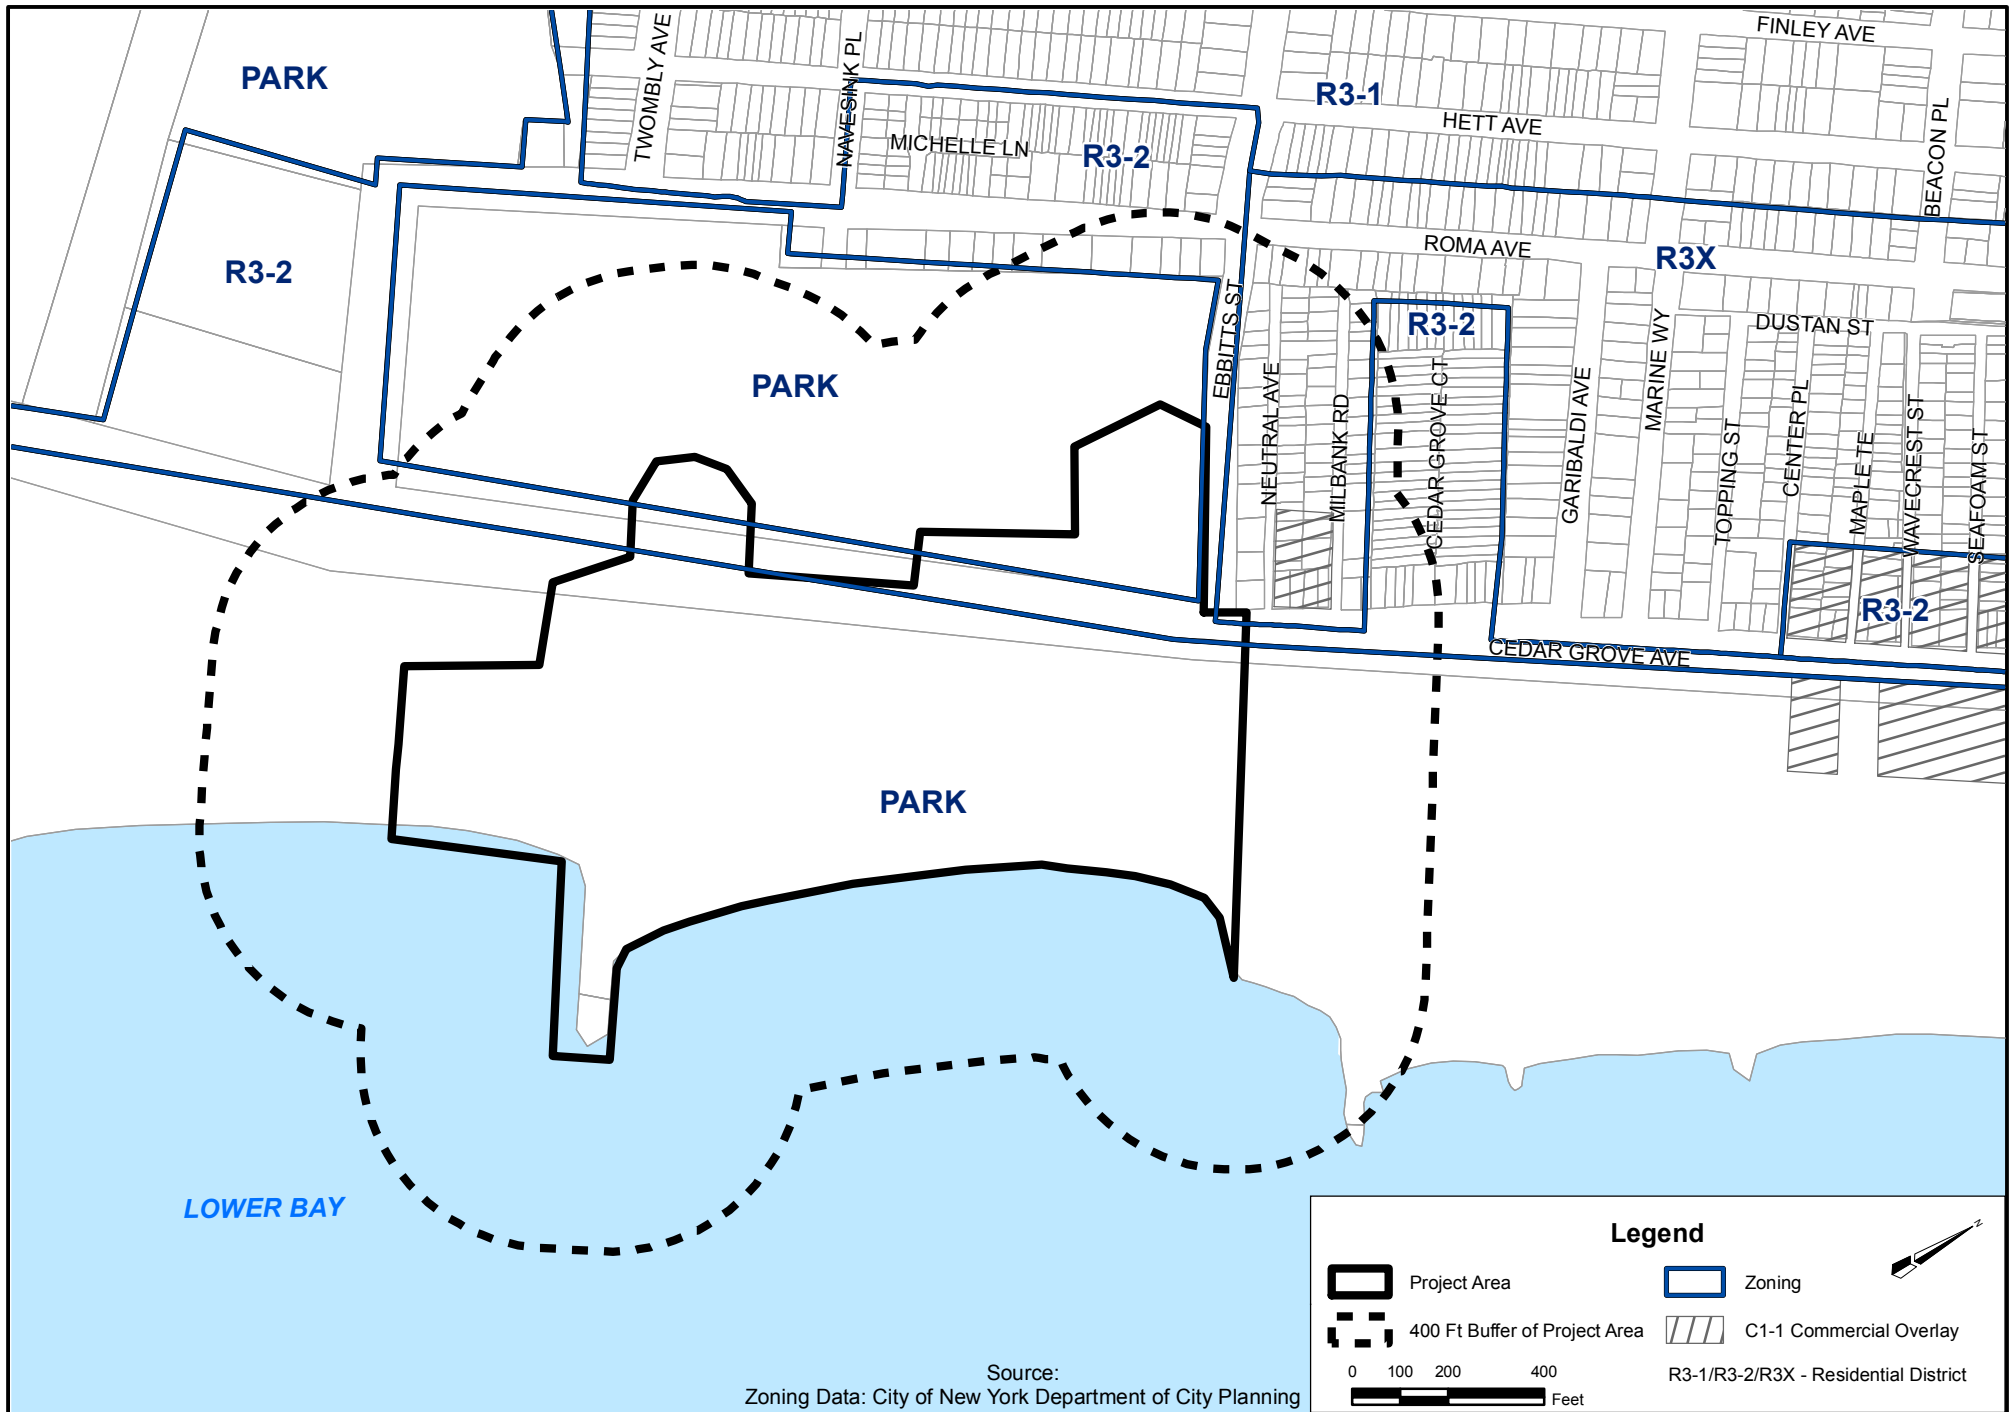 FINLEY AVE
PARK
TWOMBLY AVE
NAVESINK PL
R3-1
HETT AVE
BEACON PL
MICHELLE LN
R3-2
R3-2
ROMA AVE
R3X
EBBITTS ST
R3-2
DUSTAN ST
PARK
NEUTRAL AVE
MILBANK RD
CEDAR GROVE CT
GARIBALDI AVE
MARINE WY
TOPPING ST
CENTER PL
MAPLE TE
WAVECREST ST
SEAFOAM ST
R3-2
CEDAR GROVE AVE
PARK
LOWER BAY
Legend
N
Project Area
Zoning
400 Ft Buffer of Project Area
C1-1 Commercial Overlay
0 100 200 400
Feet
R3-1/R3-2/R3X - Residential District
Source:
Zoning Data: City of New York Department of City Planning